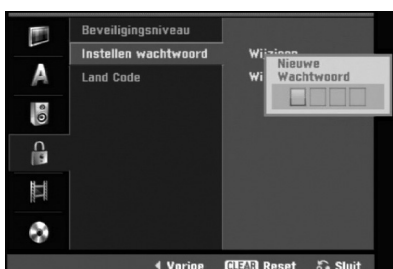 Beveiligingsniveau
Instellen wachtwoord
Land Code
Nieuwe
Wachtwoord
Vorige CLEAR Reset Sluit